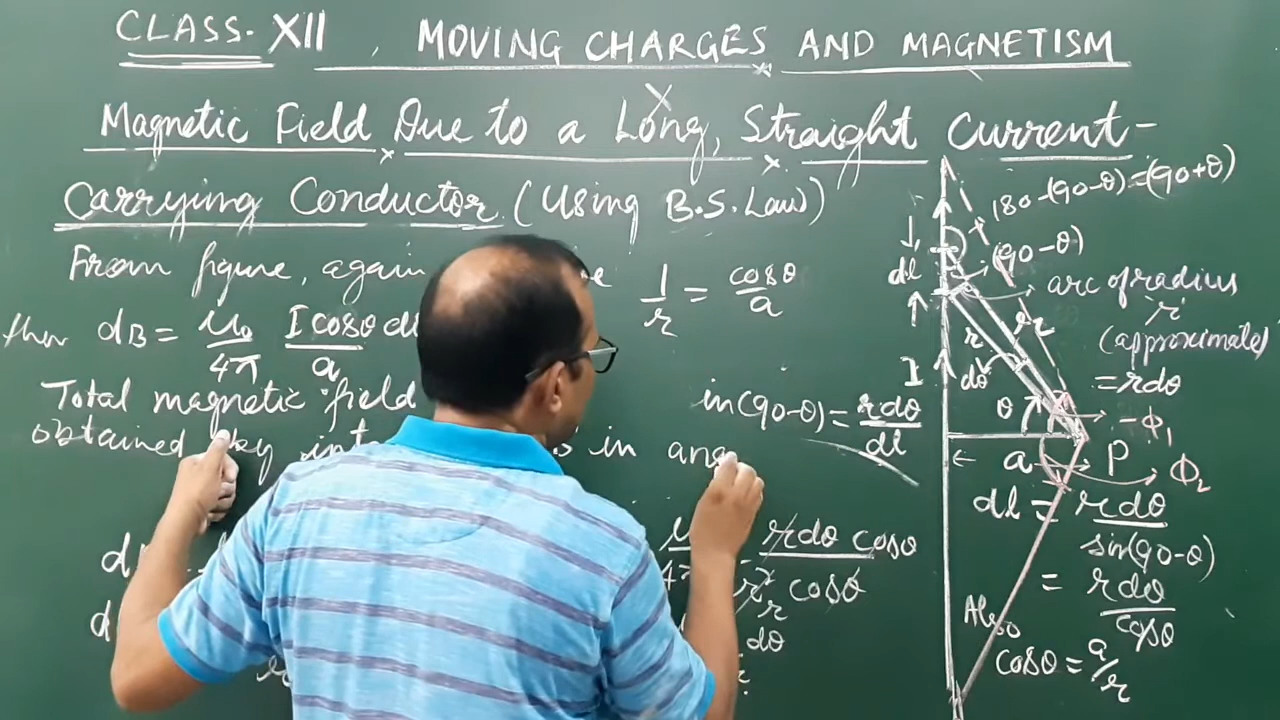 CLASS. XII , MOVING CHARGES AND MAGNETISM
Magnetic Field Due to a Long, Straight Current-
Carrying Conductor (Using B.S. Law)
From figure, again
1/r = cosθ/a
then dB = μ₀/4π I cosθ d
a
Total magnetic field
obtained by in ang
180-(90-θ)=(90+θ)
(90-θ)
dl
arc of radius
r
(approximate)
= rdθ
r
I
dθ
θ
-Φ₁
a
P
Φ₂
in(90-θ) = rdθ/dl
dl = rdθ/sin(90-θ)
= rdθ/cosθ
Also
cosθ = a/r
rdθ cosθ
r² cosθ
r
dθ